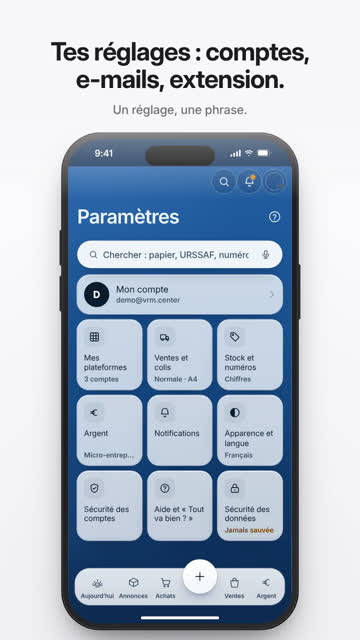 Tes réglages : comptes,
e-mails, extension.
Un réglage, une phrase.
9:41
Paramètres
Chercher : papier, URSSAF, numéro
D
Mon compte
demo@vrm.center
Mes
plateformes
3 comptes
Ventes et
colis
Normale · A4
Stock et
numéros
Chiffres
Argent
Micro-entrep…
Notifications
Apparence et
langue
Français
Sécurité des
comptes
Aide et « Tout
va bien ? »
Sécurité des
données
Jamais sauvée
Aujourd'hui
Annonces
Achats
Ventes
Argent